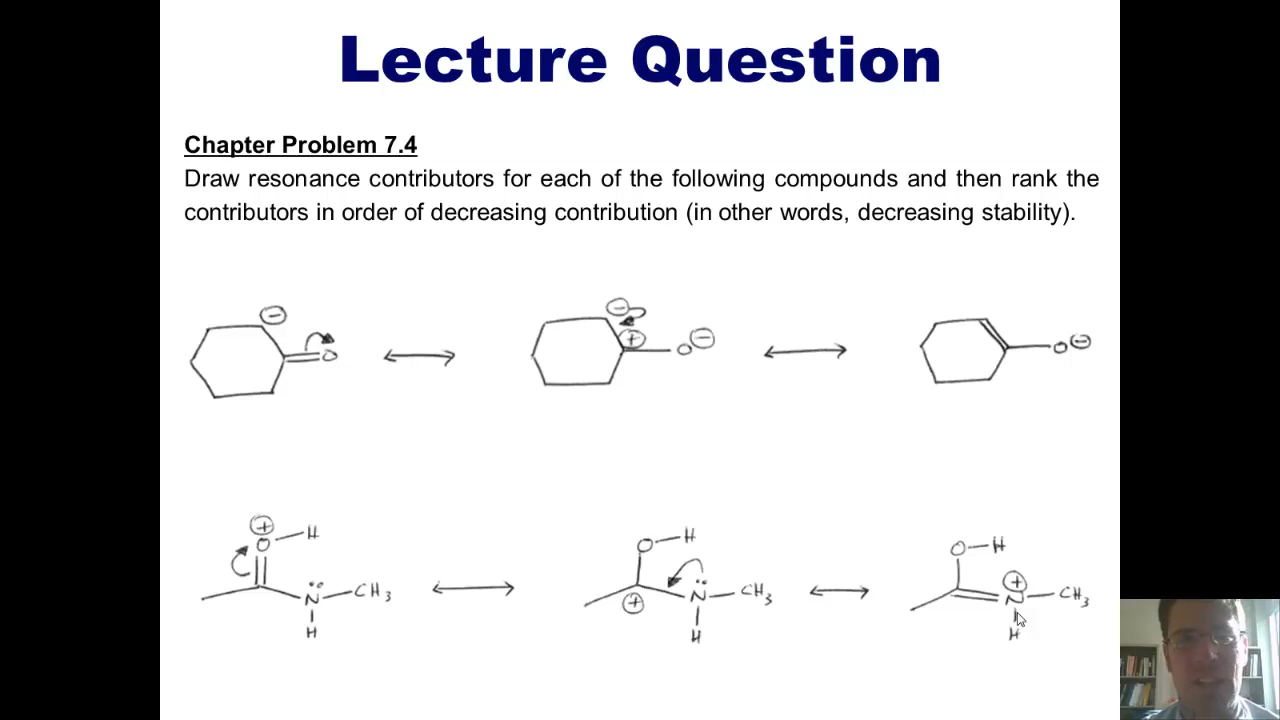 Lecture Question
Chapter Problem 7.4
Draw resonance contributors for each of the following compounds and then rank the
contributors in order of decreasing contribution (in other words, decreasing stability).
− − −
+
O O − O −
+ +
O H O H O H
+ N CH3 N CH3 N CH3
H H H